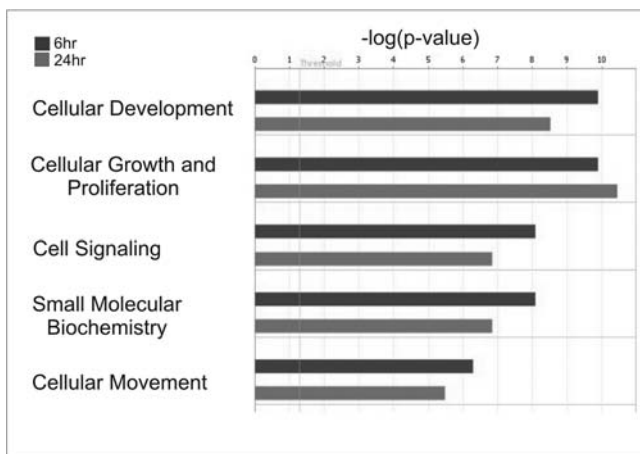 -log(p-value)
6hr
24hr
0 1 2 3 4 5 6 7 8 9 10
Threshold
Cellular Development
Cellular Growth and
Proliferation
Cell Signaling
Small Molecular
Biochemistry
Cellular Movement